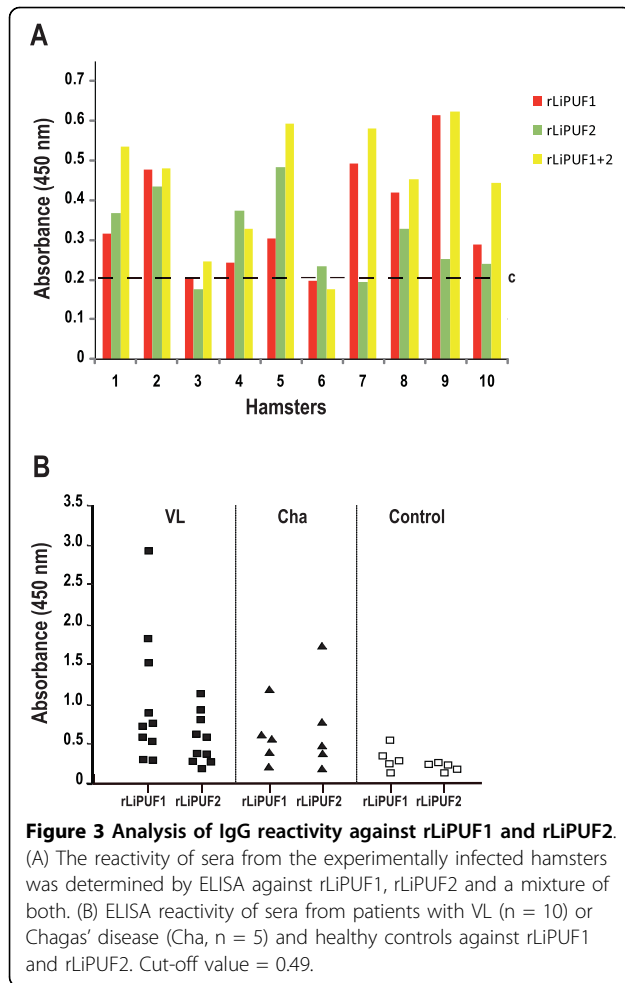 A
Absorbance (450 nm)
0.7
0.6
0.5
0.4
0.3
0.2
0.1
0
c
rLiPUF1
rLiPUF2
rLiPUF1+2
1 2 3 4 5 6 7 8 9 10
Hamsters
B
Absorbance (450 nm)
3.5
3.0
2.5
2.0
1.5
1.0
0.5
0
VL Cha Control
rLiPUF1 rLiPUF2 rLiPUF1 rLiPUF2 rLiPUF1 rLiPUF2
Figure 3 Analysis of IgG reactivity against rLiPUF1 and rLiPUF2.
(A) The reactivity of sera from the experimentally infected hamsters
was determined by ELISA against rLiPUF1, rLiPUF2 and a mixture of
both. (B) ELISA reactivity of sera from patients with VL (n = 10) or
Chagas' disease (Cha, n = 5) and healthy controls against rLiPUF1
and rLiPUF2. Cut-off value = 0.49.